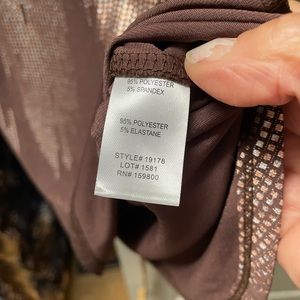 95% POLYESTER
5% SPANDEX
95% POLYESTER
5% ELASTANE
STYLE# 19176
LOT# 1581
RN# 159800